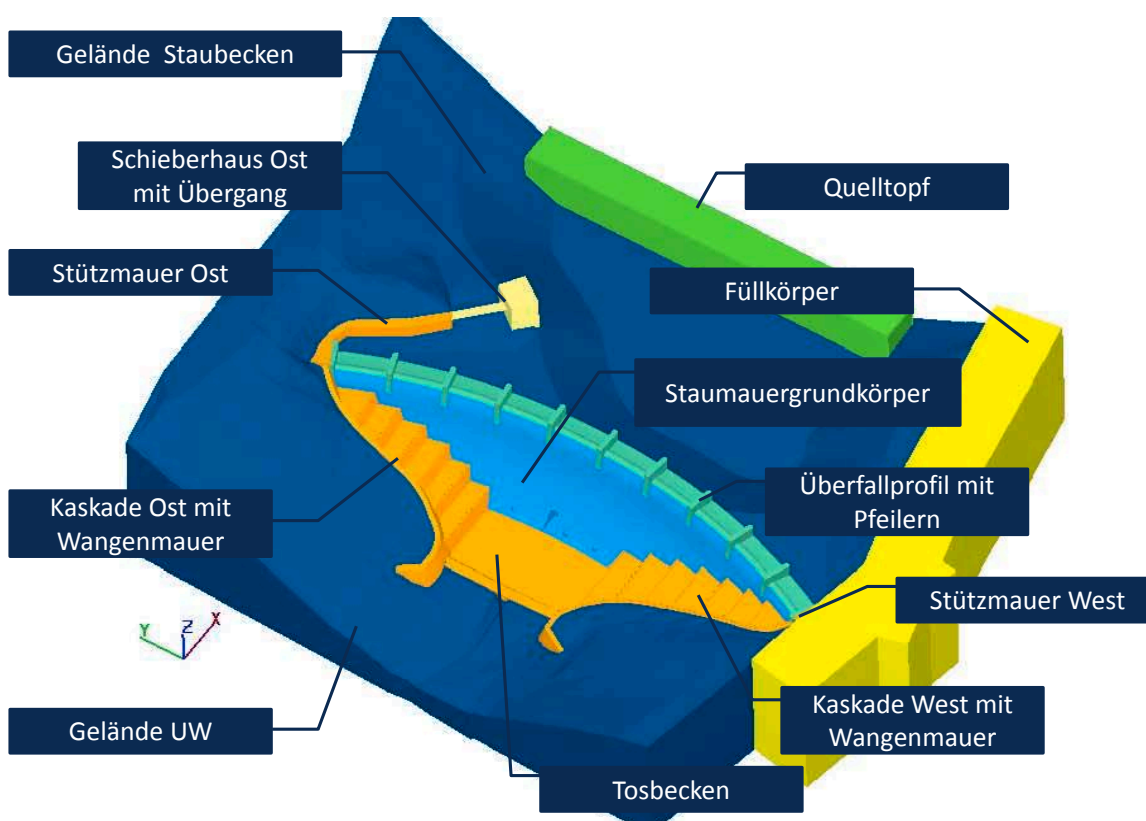 Gelände Staubecken
Schieberhaus Ost
mit Übergang
Quelltopf
Stützmauer Ost
Füllkörper
Staumauergrundkörper
Kaskade Ost mit
Wangenmauer
Überfallprofil mit
Pfeilern
Stützmauer West
Y Z X
Gelände UW
Kaskade West mit
Wangenmauer
Tosbecken